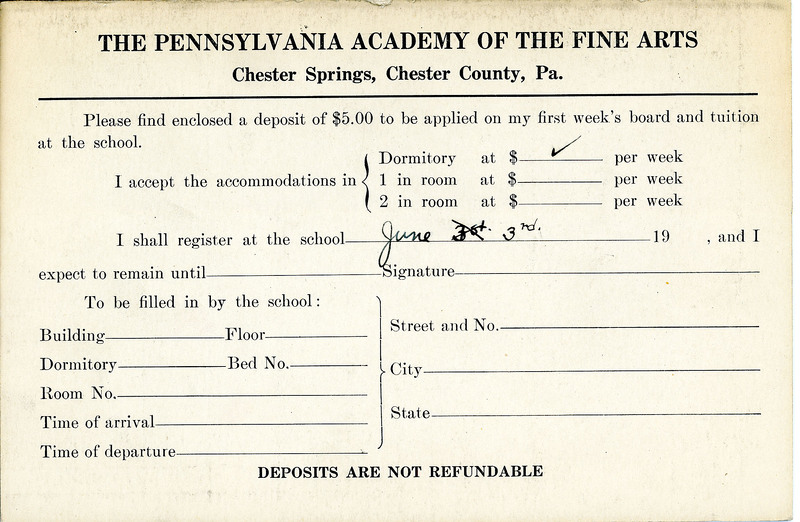 THE PENNSYLVANIA ACADEMY OF THE FINE ARTS
Chester Springs, Chester County, Pa.
Please find enclosed a deposit of $5.00 to be applied on my first week's board and tuition
at the school.
I accept the accommodations in
Dormitory at $ ✓ per week
1 in room at $ per week
2 in room at $ per week
I shall register at the school June 3rd. 19 , and I
expect to remain until Signature
To be filled in by the school:
Building Floor
Dormitory Bed No.
Room No.
Time of arrival
Time of departure
Street and No.
City
State
DEPOSITS ARE NOT REFUNDABLE